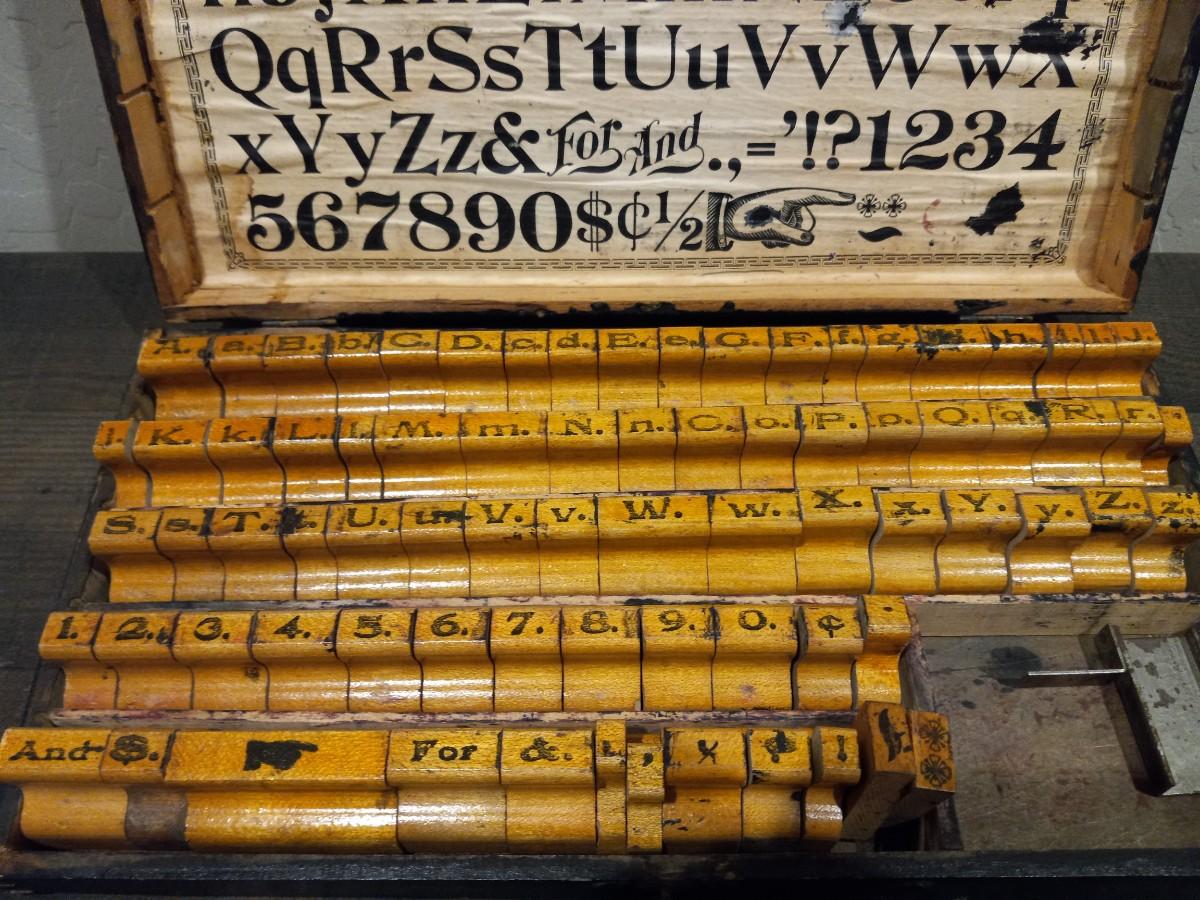 QqRrSsTtUuVvWwX
xYyZz&ForAnd.,='!?1234
567890$¢½
A. a. B. b. C. D. c. d. E. e. G. F. f. g. H. h. I. J.
K. k. L. l. M. m. N. n. O. o. P. p. Q. q. R. r.
S. s. T. t. U. u. V. v. W. w. X. x. Y. y. Z. z.
1. 2. 3. 4. 5. 6. 7. 8. 9. 0. ¢
And $. For &. , x !